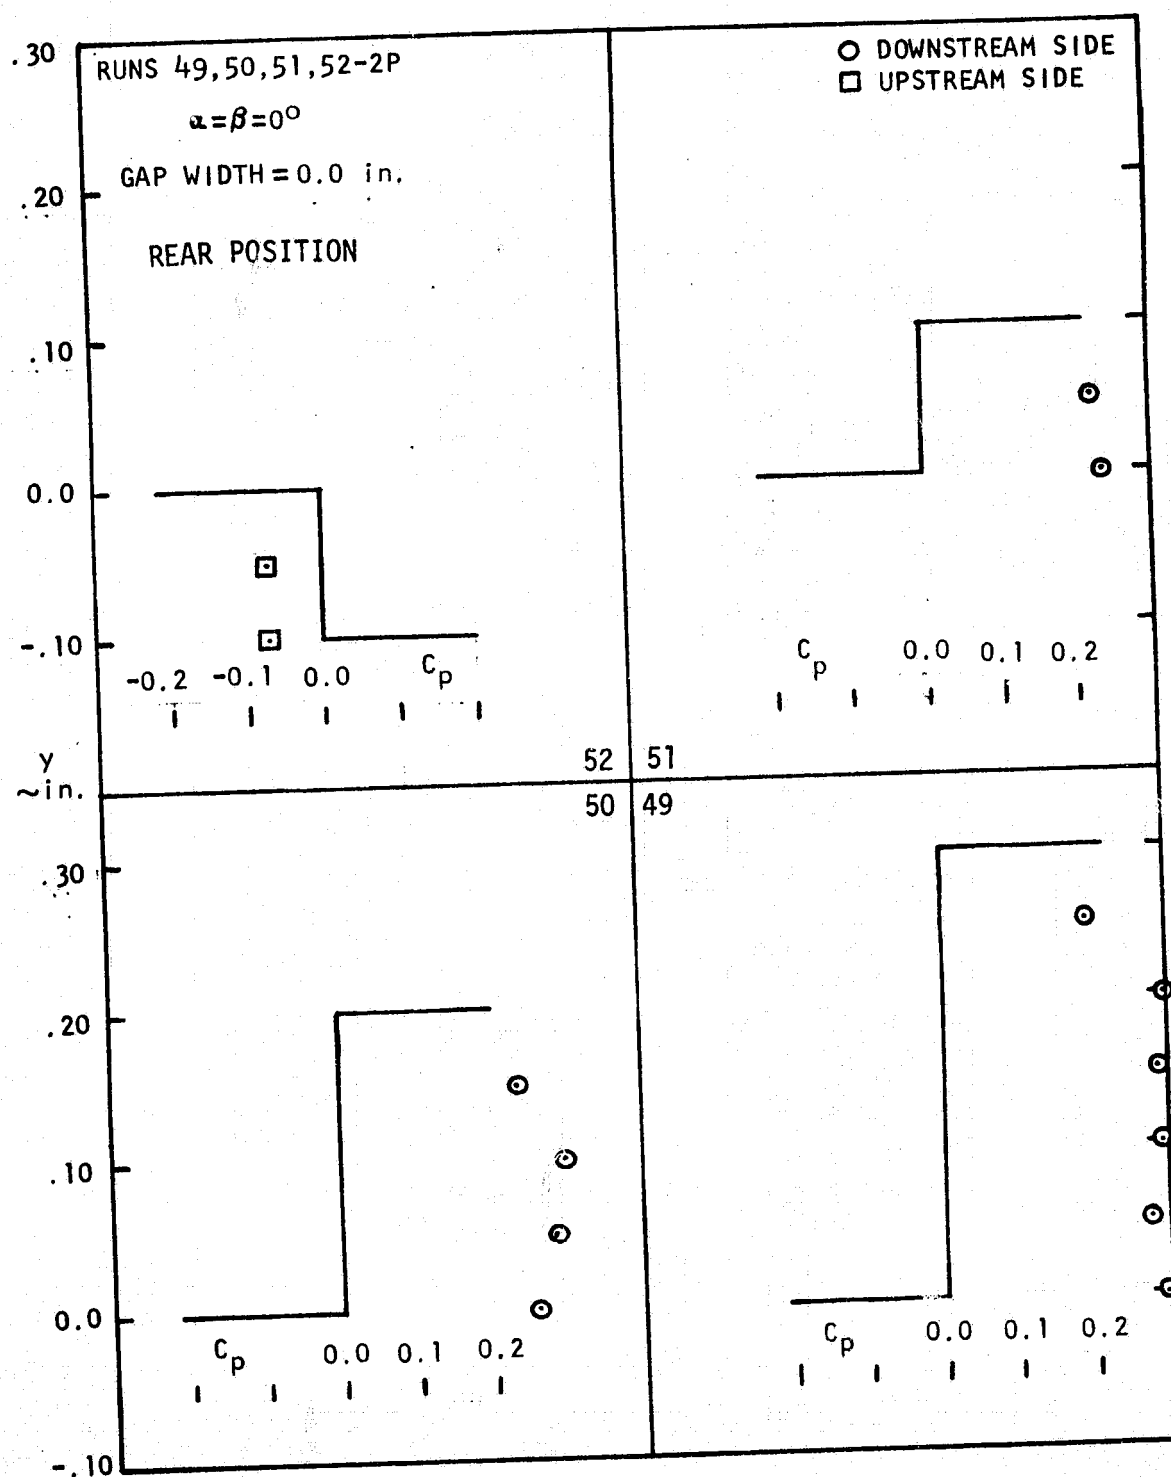 .30
RUNS 49,50,51,52-2P
α=β=0°
GAP WIDTH=0.0 in.
REAR POSITION
.20
.10
0.0
-.10
-0.2 -0.1 0.0 Cp
52
DOWNSTREAM SIDE
UPSTREAM SIDE
Cp 0.0 0.1 0.2
51
y
~in.
50
.30
.20
.10
0.0
-.10
Cp 0.0 0.1 0.2
49
Cp 0.0 0.1 0.2